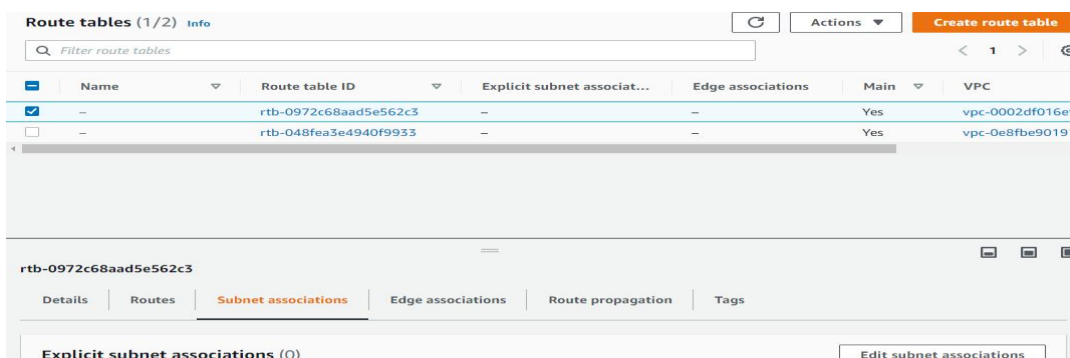 Route tables (1/2) Info
Actions
Create route table
Filter route tables
1
Name Route table ID Explicit subnet associat... Edge associations Main VPC
– rtb-0972c68aad5e562c3 – – Yes vpc-0002df016e
– rtb-048fea3e4940f9933 – – Yes vpc-0e8fbe9019
rtb-0972c68aad5e562c3
Details Routes Subnet associations Edge associations Route propagation Tags
Explicit subnet associations (0)
Edit subnet associations